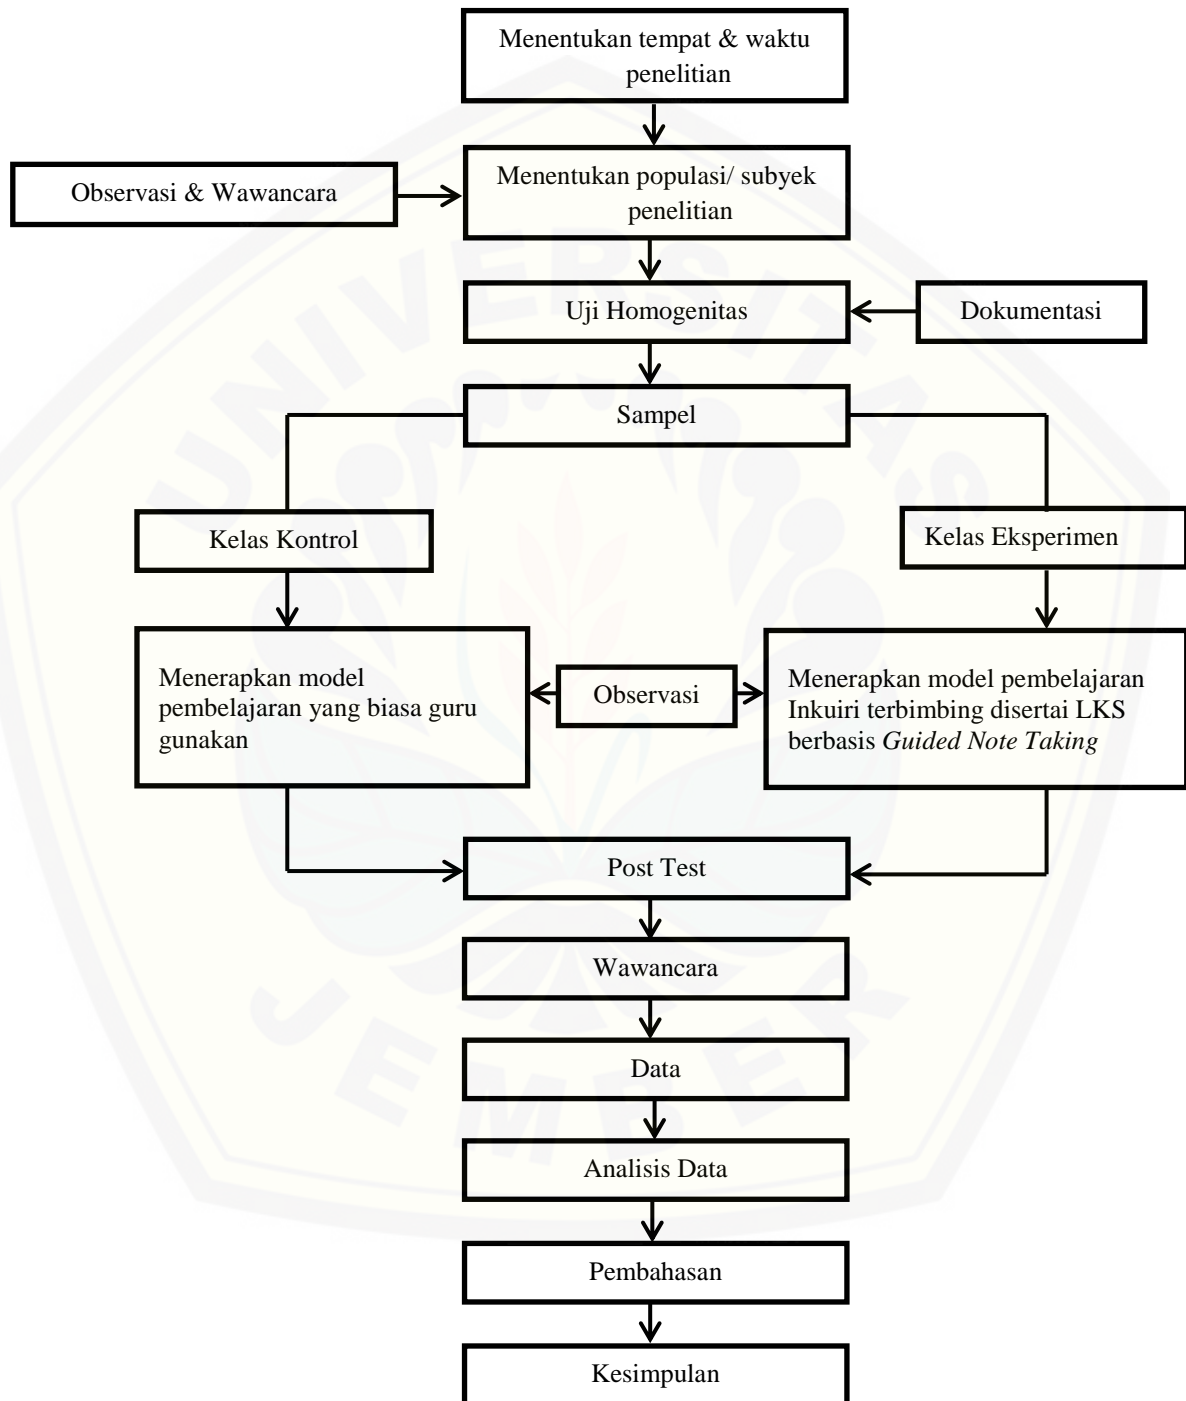 Menentukan tempat & waktu
penelitian
Observasi & Wawancara
Menentukan populasi/ subyek
penelitian
Uji Homogenitas
Dokumentasi
Sampel
Kelas Kontrol
Kelas Eksperimen
Menerapkan model
pembelajaran yang biasa guru
gunakan
Observasi
Menerapkan model pembelajaran
Inkuiri terbimbing disertai LKS
berbasis Guided Note Taking
Post Test
Wawancara
Data
Analisis Data
Pembahasan
Kesimpulan
UNIVERSITAS
JEMBER